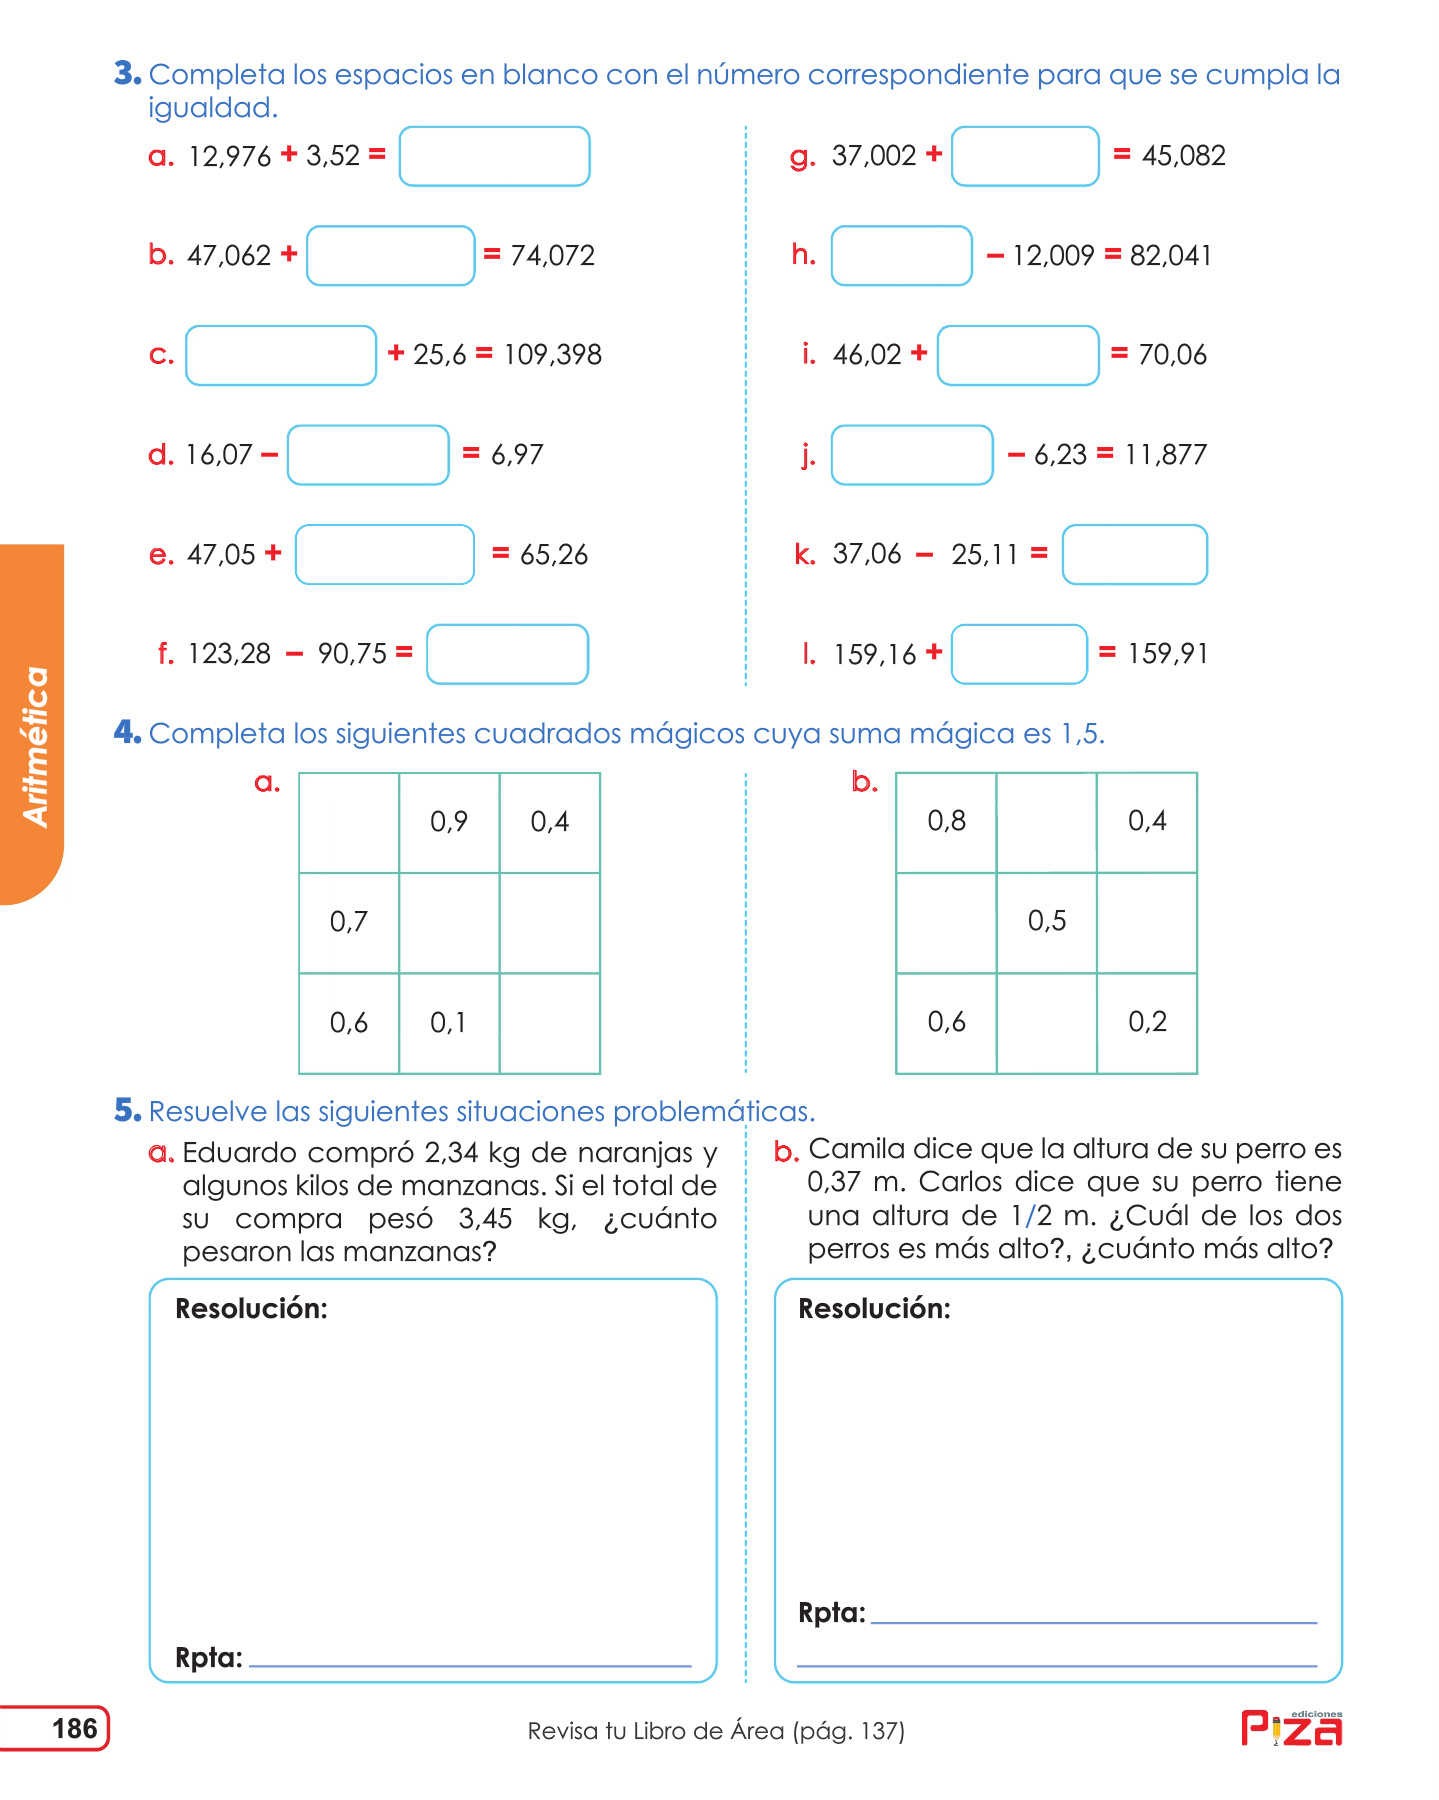 3. Completa los espacios en blanco con el número correspondiente para que se cumpla la
igualdad.
a. 12,976 + 3,52 =
b. 47,062 + = 74,072
c. + 25,6 = 109,398
d. 16,07 – = 6,97
e. 47,05 + = 65,26
f. 123,28 – 90,75 =
g. 37,002 + = 45,082
h. – 12,009 = 82,041
i. 46,02 + = 70,06
j. – 6,23 = 11,877
k. 37,06 – 25,11 =
l. 159,16 + = 159,91
Aritmética
4. Completa los siguientes cuadrados mágicos cuya suma mágica es 1,5.
a.
0,9 0,4
0,7
0,6 0,1
b.
0,8 0,4
0,5
0,6 0,2
5. Resuelve las siguientes situaciones problemáticas.
a. Eduardo compró 2,34 kg de naranjas y
algunos kilos de manzanas. Si el total de
su compra pesó 3,45 kg, ¿cuánto
pesaron las manzanas?
Resolución:
Rpta:
b. Camila dice que la altura de su perro es
0,37 m. Carlos dice que su perro tiene
una altura de 1/2 m. ¿Cuál de los dos
perros es más alto?, ¿cuánto más alto?
Resolución:
Rpta:
186
Revisa tu Libro de Área (pág. 137)
ediciones
Piza